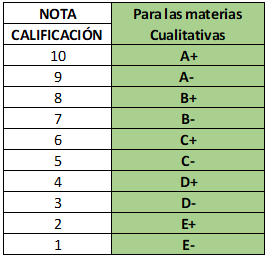 NOTA Para las materias
CALIFICACIÓN Cualitativas
10 A+
9 A-
8 B+
7 B-
6 C+
5 C-
4 D+
3 D-
2 E+
1 E-